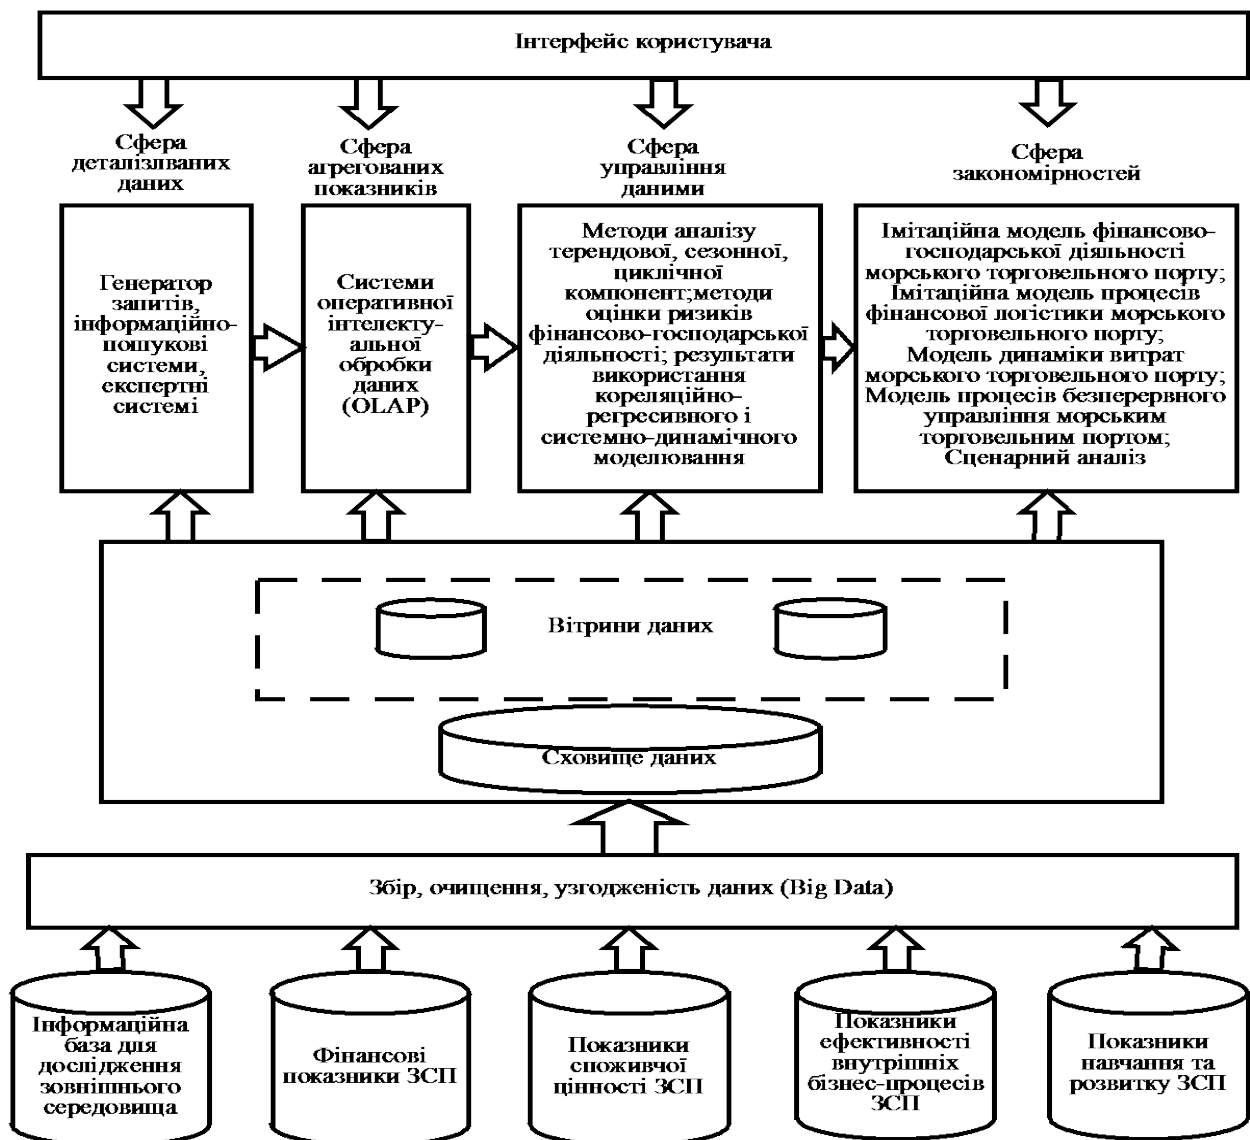 Інтерфейс користувача
Сфера
деталізлваних
даних
Сфера
агрегованих
показників
Сфера
управління
даними
Сфера
закономірностей
Генератор
запитів,
інформаційно-
пошукові
системи,
експертні
системі
Системи
оперативної
інтелекту-
альної
обробки
даних
(OLAP)
Методи аналізу
терендової, сезонної,
циклічної
компонент;методи
оцінки ризиків
фінансово-господарської
діяльності; результати
використання
кореляційно-
регресивного і
системно-динамічного
моделювання
Імітаційна модель фінансово-
господарської діяльності
морського торговельного порту;
Імітаційна модель процесів
фінансової логістики морського
торговельного порту;
Модель динаміки витрат
морського торговельного порту;
Модель процесів безперервного
управління морським
торговельним портом;
Сценарний аналіз
Вітрини даних
Сховище даних
Збір, очищення, узгодженість даних (Big Data)
Інформаційна
база для
дослідження
зовнішнього
середовища
Фінансові
показники ЗСП
Показники
споживчої
цінності ЗСП
Показники
ефективності
внутрішніх
бізнес-процесів
ЗСП
Показники
навчання та
розвитку ЗСП